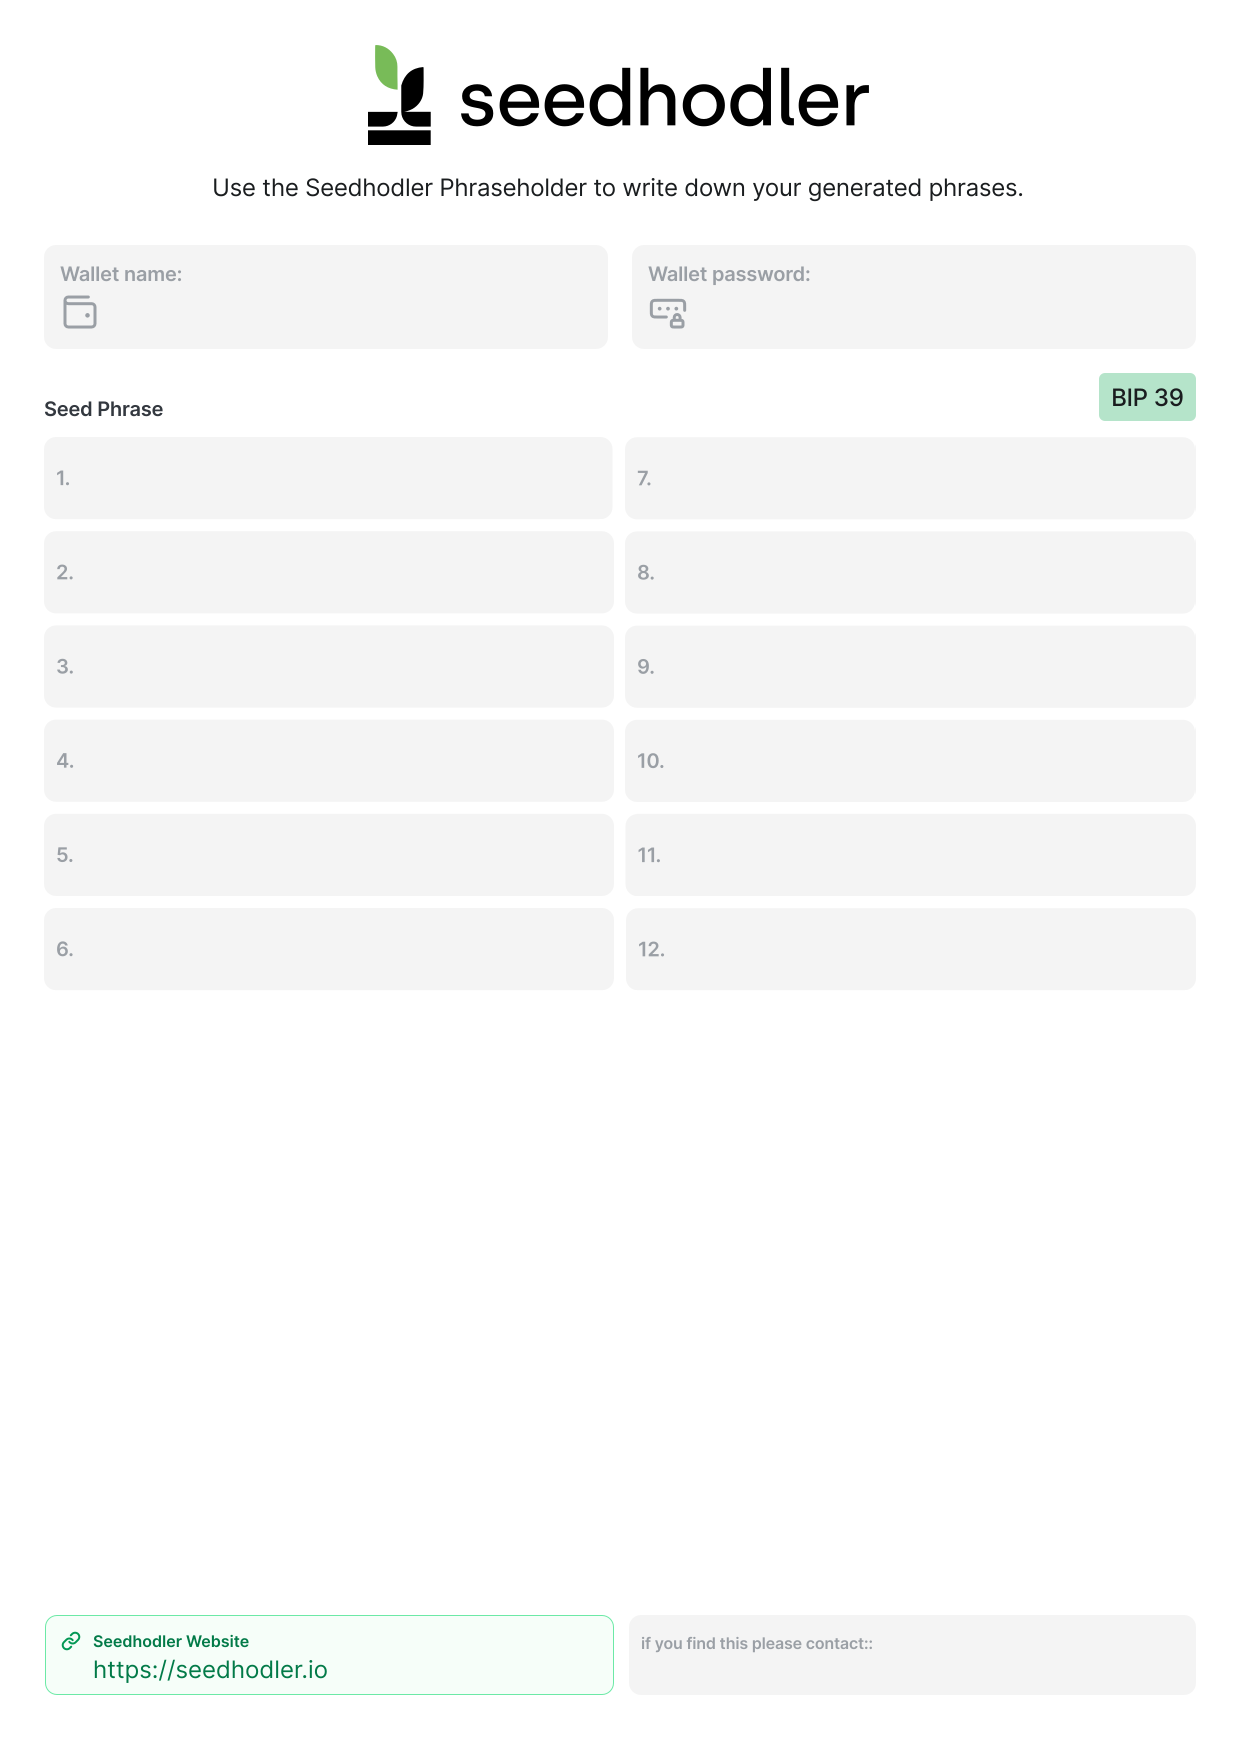 seedhodler
Use the Seedhodler Phraseholder to write down your generated phrases.
Wallet name:
Wallet password:
Seed Phrase
BIP 39
1.
2.
3.
4.
5.
6.
7.
8.
9.
10.
11.
12.
Seedhodler Website
https://seedhodler.io
if you find this please contact::